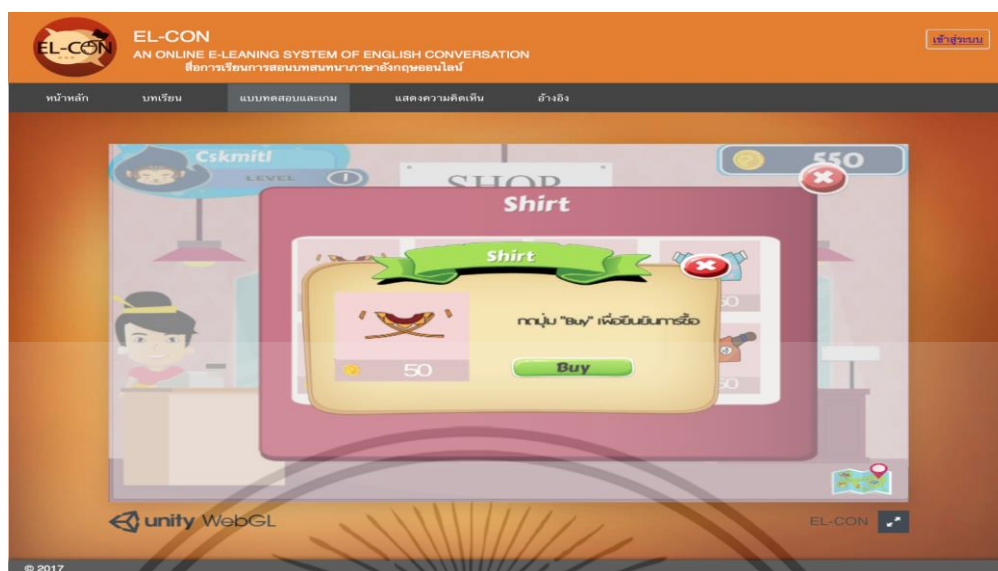 EL-CON
EL-CON
AN ONLINE E-LEANING SYSTEM OF ENGLISH CONVERSATION
สื่อการเรียนการสอนบทสนทนาภาษาอังกฤษออนไลน์
เข้าสู่ระบบ
หน้าหลัก บทเรียน แบบทดสอบและเกม แสดงความคิดเห็น อ้างอิง
Cskmitl
LEVEL 1
550
SHOP
Shirt
Shirt
กดปุ่ม "Buy" เพื่อยืนยันการซื้อ
50
Buy
unity WebGL
EL-CON
© 2017